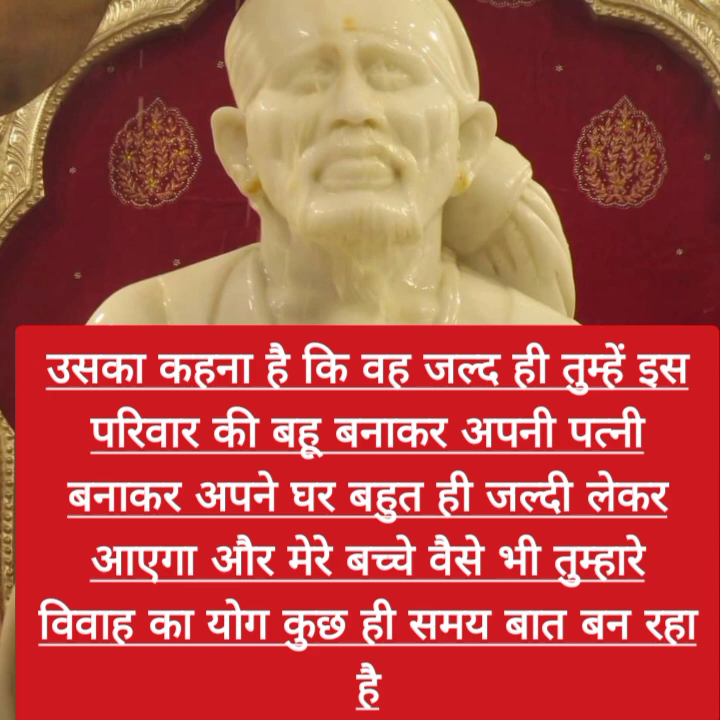 उसका कहना है कि वह जल्द ही तुम्हें इस
परिवार की बहू बनाकर अपनी पत्नी
बनाकर अपने घर बहुत ही जल्दी लेकर
आएगा और मेरे बच्चे वैसे भी तुम्हारे
विवाह का योग कुछ ही समय बात बन रहा
है